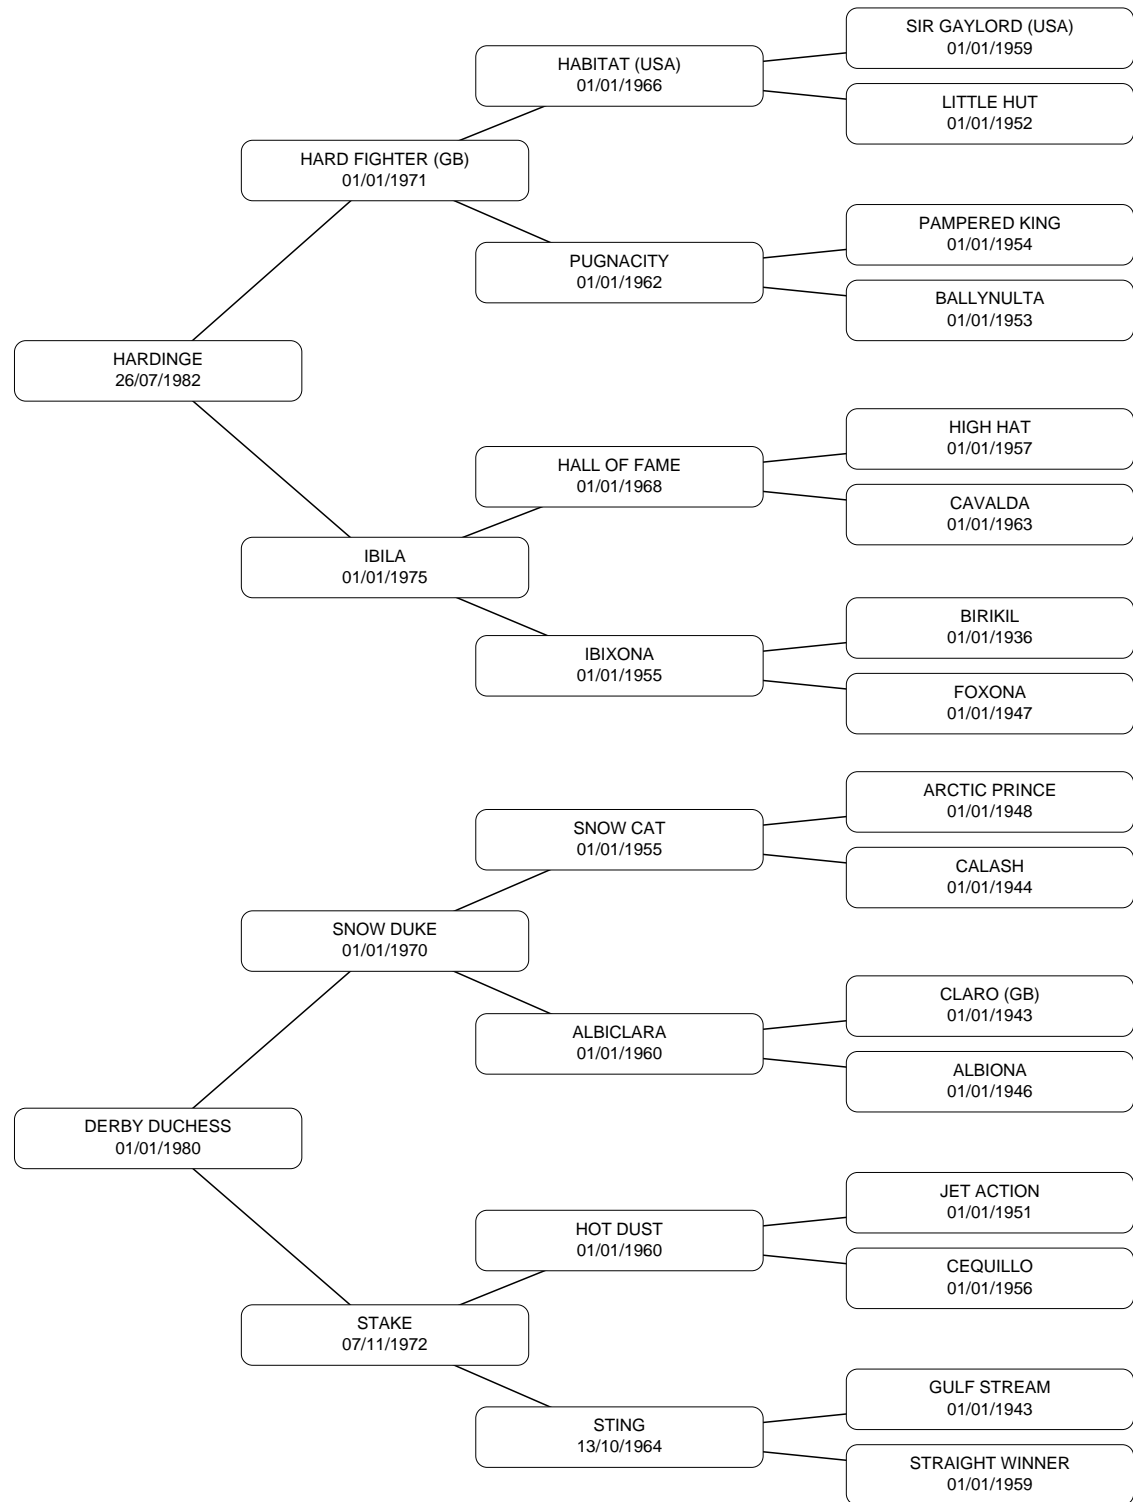 SIR GAYLORD (USA)
01/01/1959
HABITAT (USA)
01/01/1966
LITTLE HUT
01/01/1952
HARD FIGHTER (GB)
01/01/1971
PAMPERED KING
01/01/1954
PUGNACITY
01/01/1962
BALLYNULTA
01/01/1953
HARDINGE
26/07/1982
HIGH HAT
01/01/1957
HALL OF FAME
01/01/1968
CAVALDA
01/01/1963
IBILA
01/01/1975
BIRIKIL
01/01/1936
IBIXONA
01/01/1955
FOXONA
01/01/1947
ARCTIC PRINCE
01/01/1948
SNOW CAT
01/01/1955
CALASH
01/01/1944
SNOW DUKE
01/01/1970
CLARO (GB)
01/01/1943
ALBICLARA
01/01/1960
ALBIONA
01/01/1946
DERBY DUCHESS
01/01/1980
JET ACTION
01/01/1951
HOT DUST
01/01/1960
CEQUILLO
01/01/1956
STAKE
07/11/1972
GULF STREAM
01/01/1943
STING
13/10/1964
STRAIGHT WINNER
01/01/1959